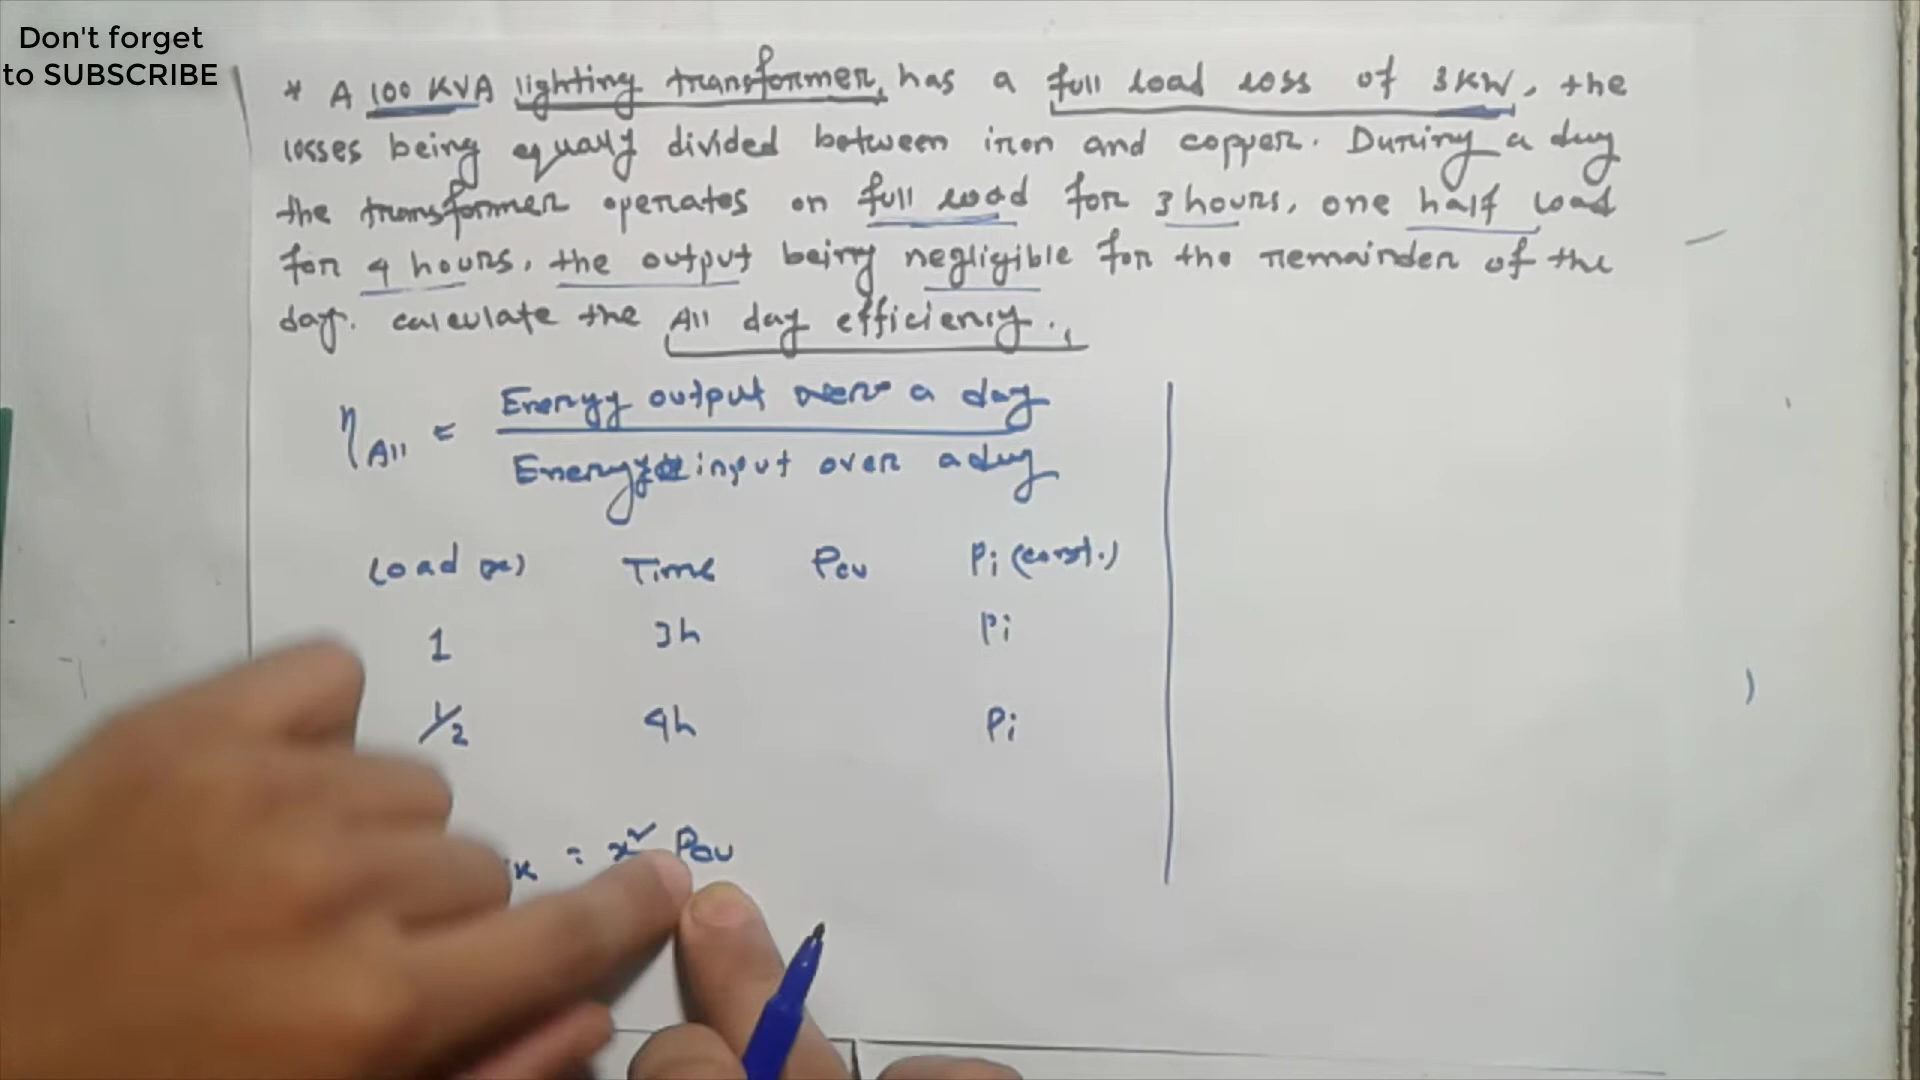 Don't forget
to SUBSCRIBE
* A 100 KVA lighting transformer, has a full load loss of 3KW, the
losses being equally divided between iron and copper. During a day
the transformer operates on full load for 3 hours, one half load
for 4 hours, the output being negligible for the remainder of the
day. calculate the All day efficiency.
η All = Energy output over a day
Energy input over a day
Load (x) Time Pcu Pi (const.)
1 3h Pi
1/2 4h Pi
x = x² Pcu